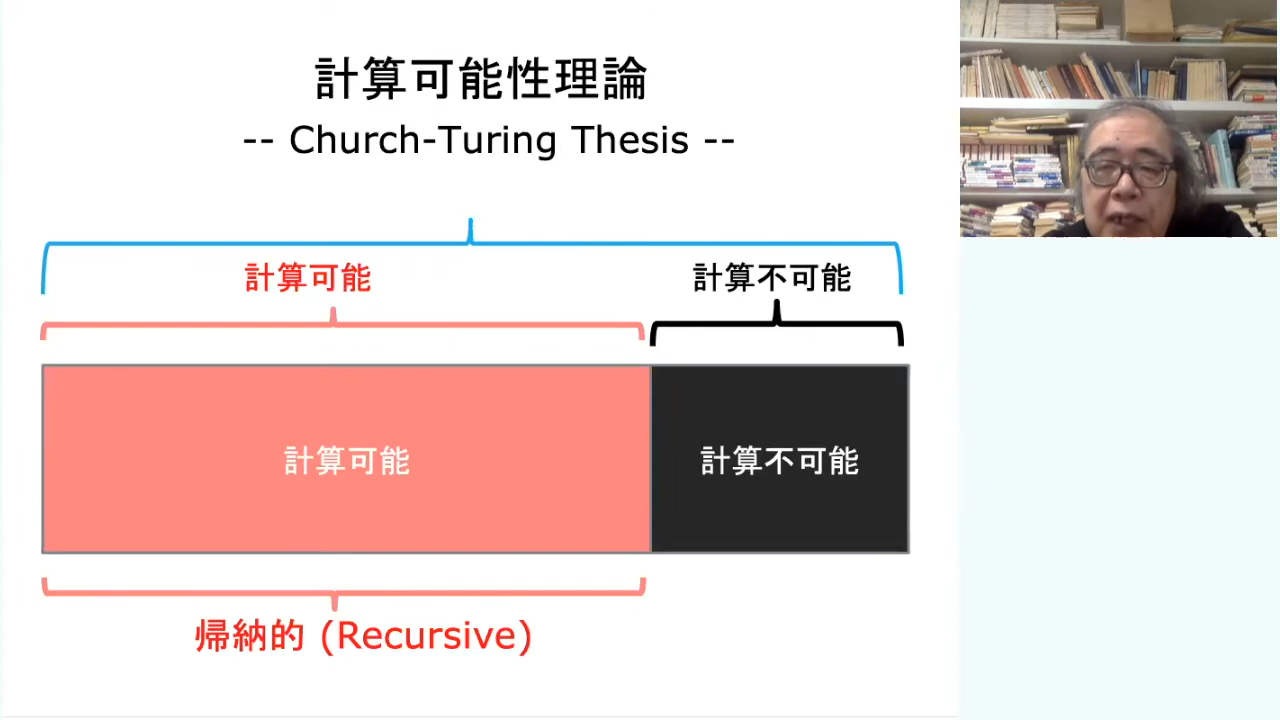 計算可能性理論
-- Church-Turing Thesis --
計算可能
計算不可能
計算可能
計算不可能
帰納的 (Recursive)